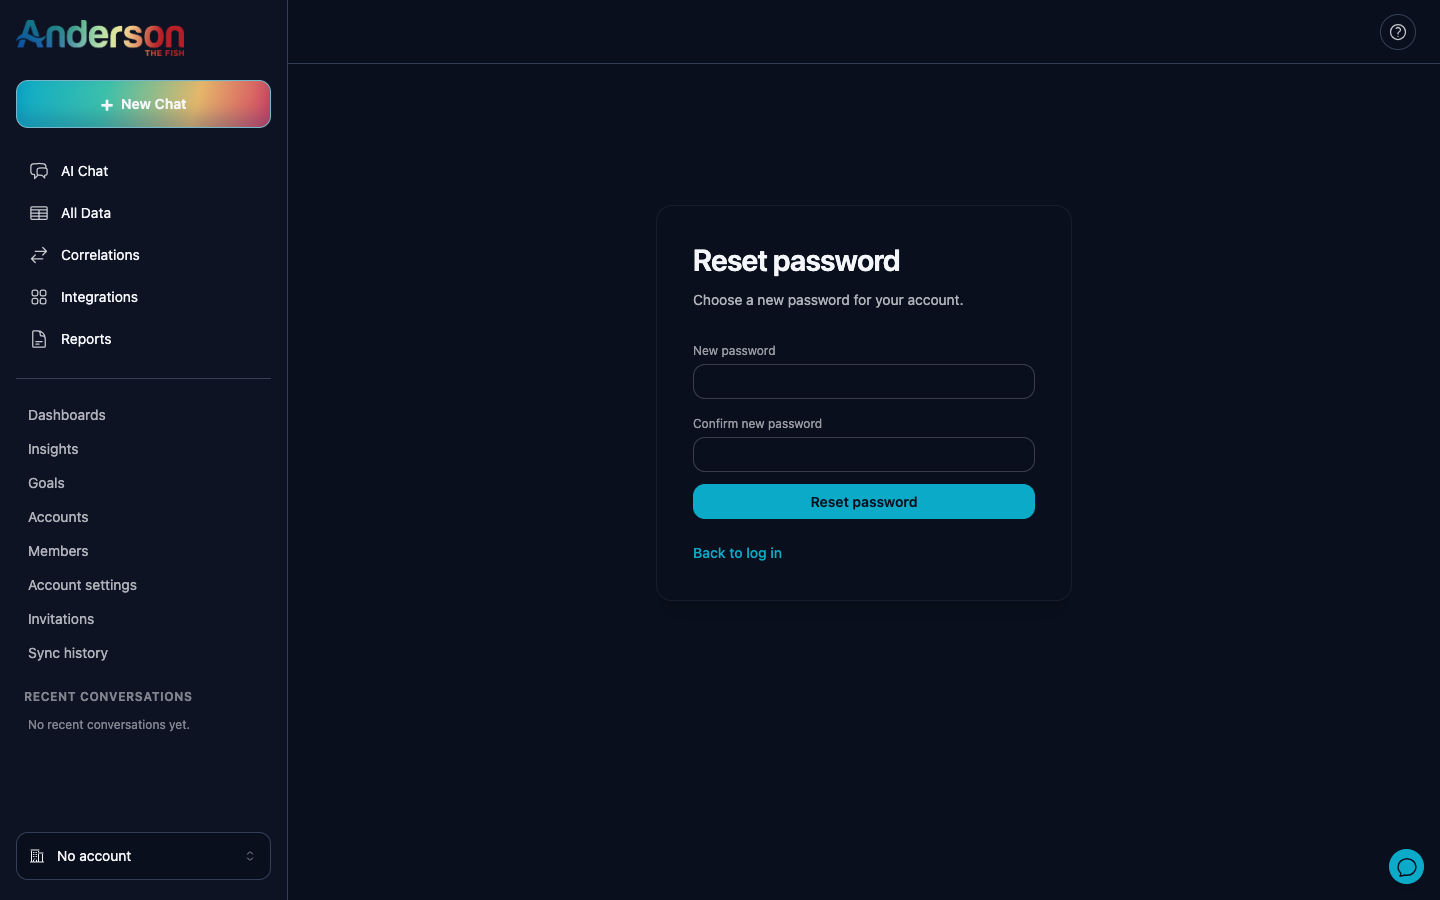 Anderson
THE FISH
New Chat
AI Chat
All Data
Correlations
Integrations
Reports
Dashboards
Insights
Goals
Accounts
Members
Account settings
Invitations
Sync history
RECENT CONVERSATIONS
No recent conversations yet.
No account
Reset password
Choose a new password for your account.
New password
Confirm new password
Reset password
Back to log in